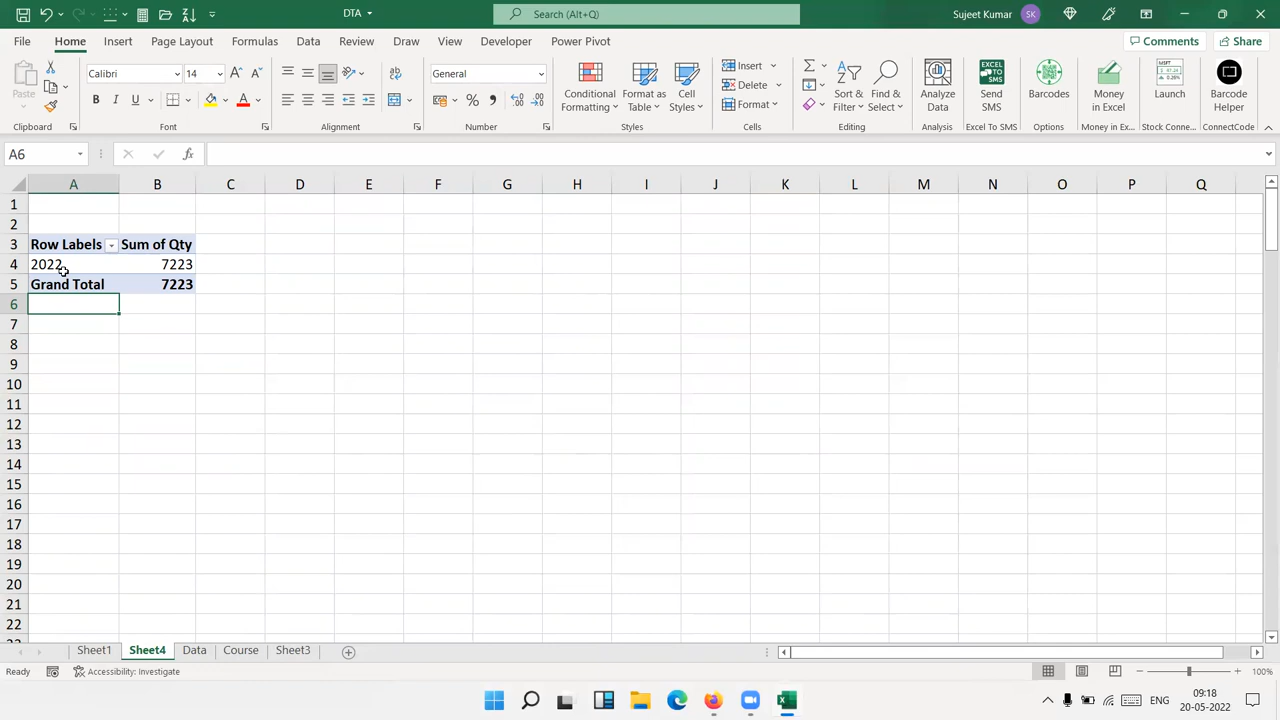 DTA
Search (Alt+Q)
Sujeet Kumar SK
File Home Insert Page Layout Formulas Data Review View Draw Developer Power Pivot
Comments Share
Paste
Calibri 14
General
Conditional Formatting
Format as Table
Cell Styles
Insert
Delete
Format
Sort & Filter
Find & Select
Analyze Data
Send SMS
Barcodes
Money in Excel
Launch
Barcode Helper
Clipboard Font Alignment Number Styles Cells Editing Analysis Excel To SMS Options Money in Ex... Stock Conne... ConnectCode
A6 fx
A B C D E F G H I J K L M N O P Q
1
2
3 Row Labels Sum of Qty
4 2022 7223
5 Grand Total 7223
6
7
8
9
10
11
12
13
14
15
16
17
18
19
20
21
22
Sheet1 Sheet4 Data Course Sheet3
Ready Accessibility: Investigate 100%
ENG 09:18
20-05-2022